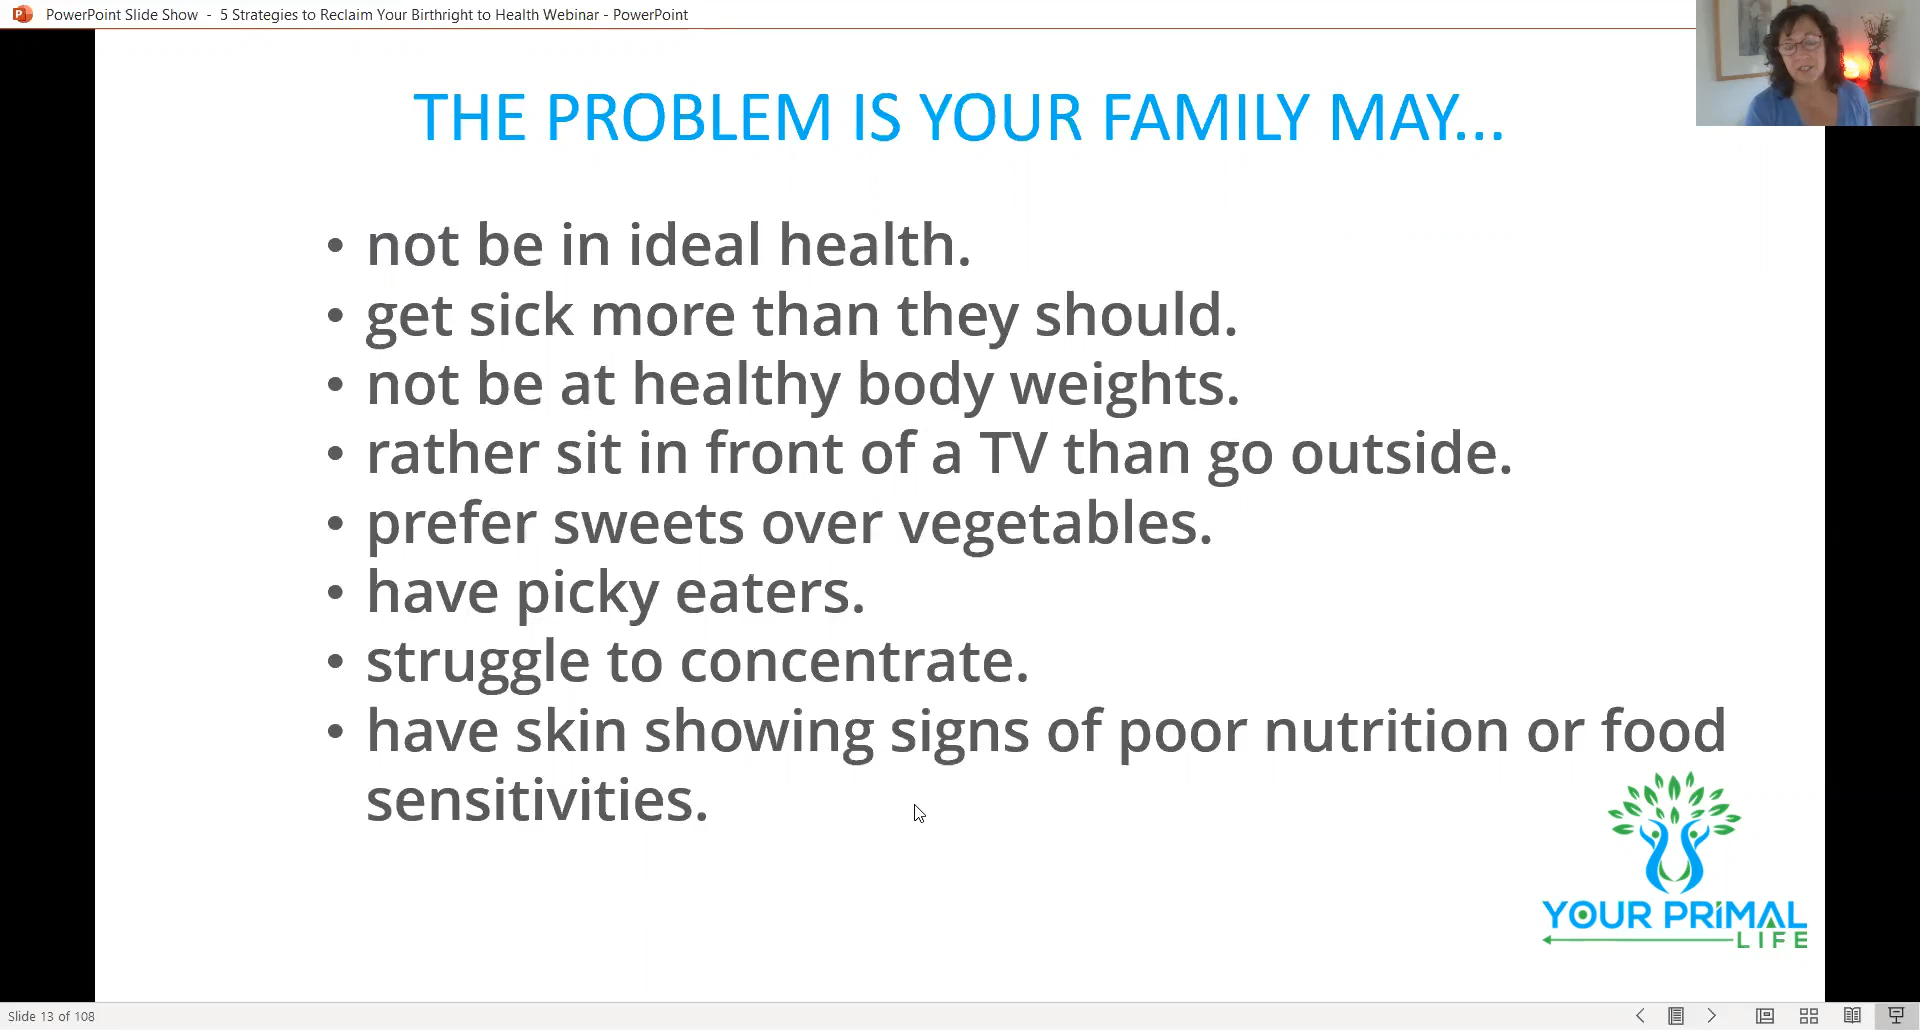 PowerPoint Slide Show - 5 Strategies to Reclaim Your Birthright to Health Webinar - PowerPoint
THE PROBLEM IS YOUR FAMILY MAY...
• not be in ideal health.
• get sick more than they should.
• not be at healthy body weights.
• rather sit in front of a TV than go outside.
• prefer sweets over vegetables.
• have picky eaters.
• struggle to concentrate.
• have skin showing signs of poor nutrition or food
sensitivities.
YOUR PRIMAL
LIFE
Slide 13 of 108